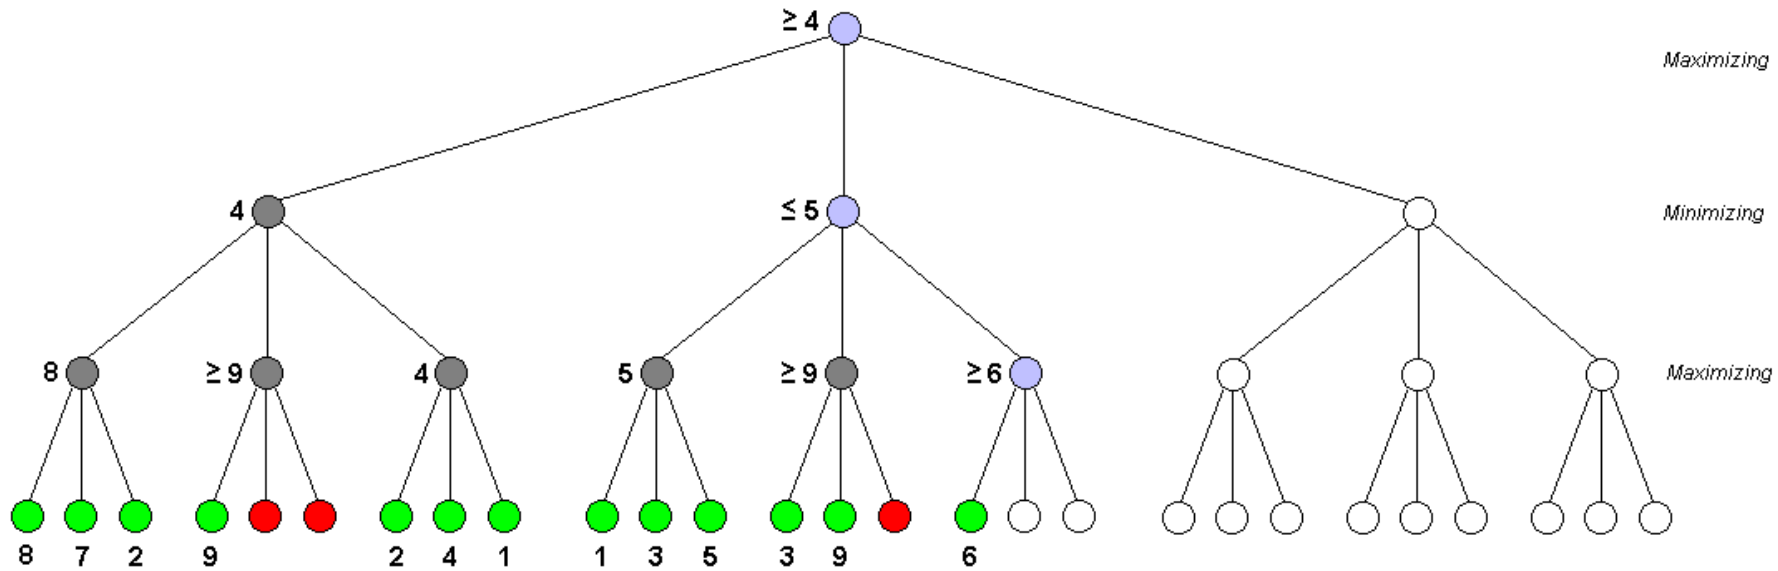 ≥ 4
Maximizing
4
≤ 5
Minimizing
8
≥ 9
4
5
≥ 9
≥ 6
Maximizing
8 7 2 9 2 4 1 1 3 5 3 9 6